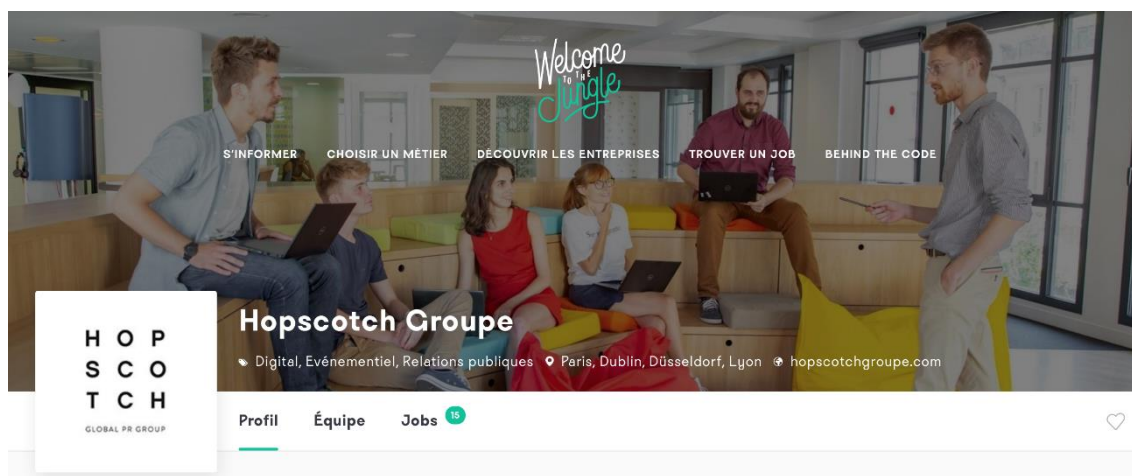 Welcome
TO THE
Jungle
S'INFORMER CHOISIR UN MÉTIER DÉCOUVRIR LES ENTREPRISES TROUVER UN JOB BEHIND THE CODE
Hopscotch Groupe
Digital, Evénementiel, Relations publiques Paris, Dublin, Düsseldorf, Lyon hopscotchgroupe.com
H O P
S C O
T C H
GLOBAL PR GROUP
Profil Équipe Jobs 15